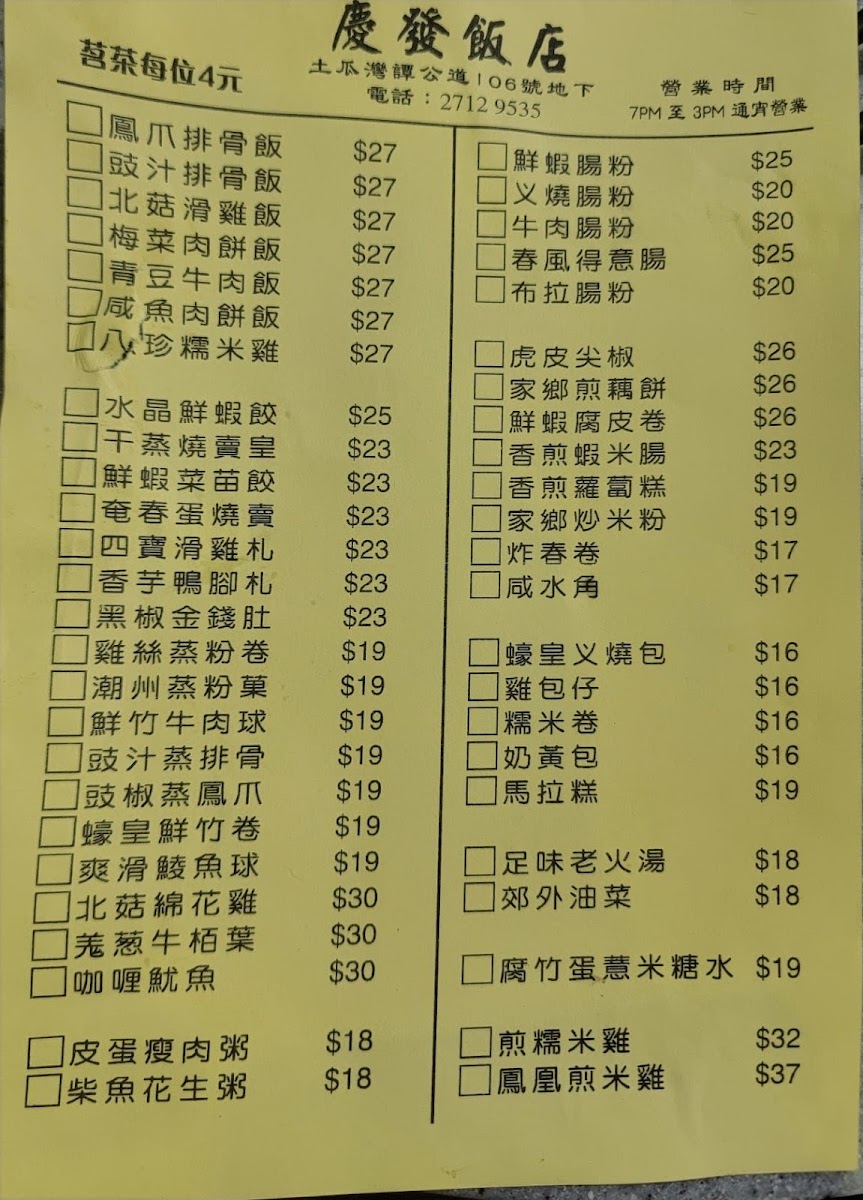 慶發飯店
茗茶每位4元
土瓜灣譚公道106號地下
電話：2712 9535
營業時間
7PM 至 3PM 通宵營業
鳳爪排骨飯 $27
豉汁排骨飯 $27
北菇滑雞飯 $27
梅菜肉餅飯 $27
青豆牛肉飯 $27
咸魚肉餅飯 $27
八珍糯米雞 $27
水晶鮮蝦餃 $25
干蒸燒賣皇 $23
鮮蝦菜苗餃 $23
奄春蛋燒賣 $23
四寶滑雞札 $23
香芋鴨腳札 $23
黑椒金錢肚 $23
雞絲蒸粉卷 $19
潮州蒸粉菓 $19
鮮竹牛肉球 $19
豉汁蒸排骨 $19
豉椒蒸鳳爪 $19
蠔皇鮮竹卷 $19
爽滑鯪魚球 $19
北菇綿花雞 $30
羗葱牛栢葉 $30
咖喱魷魚 $30
皮蛋瘦肉粥 $18
柴魚花生粥 $18
鮮蝦腸粉 $25
义燒腸粉 $20
牛肉腸粉 $20
春風得意腸 $25
布拉腸粉 $20
虎皮尖椒 $26
家鄉煎藕餅 $26
鮮蝦腐皮卷 $26
香煎蝦米腸 $23
香煎蘿蔔糕 $19
家鄉炒米粉 $19
炸春卷 $17
咸水角 $17
蠔皇义燒包 $16
雞包仔 $16
糯米卷 $16
奶黃包 $16
馬拉糕 $19
足味老火湯 $18
郊外油菜 $18
腐竹蛋薏米糖水 $19
煎糯米雞 $32
鳳凰煎米雞 $37